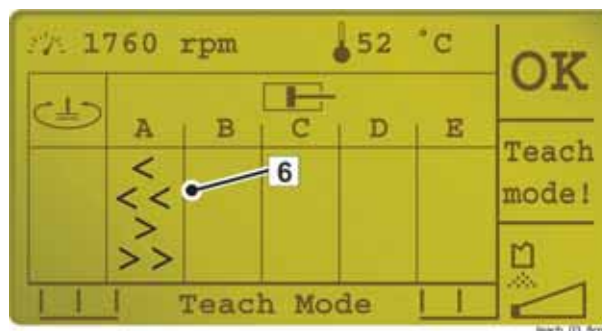 1760 rpm 52 °C
OK
A B C D E
Teach
mode!
<
<<
>
>>
6
Teach Mode